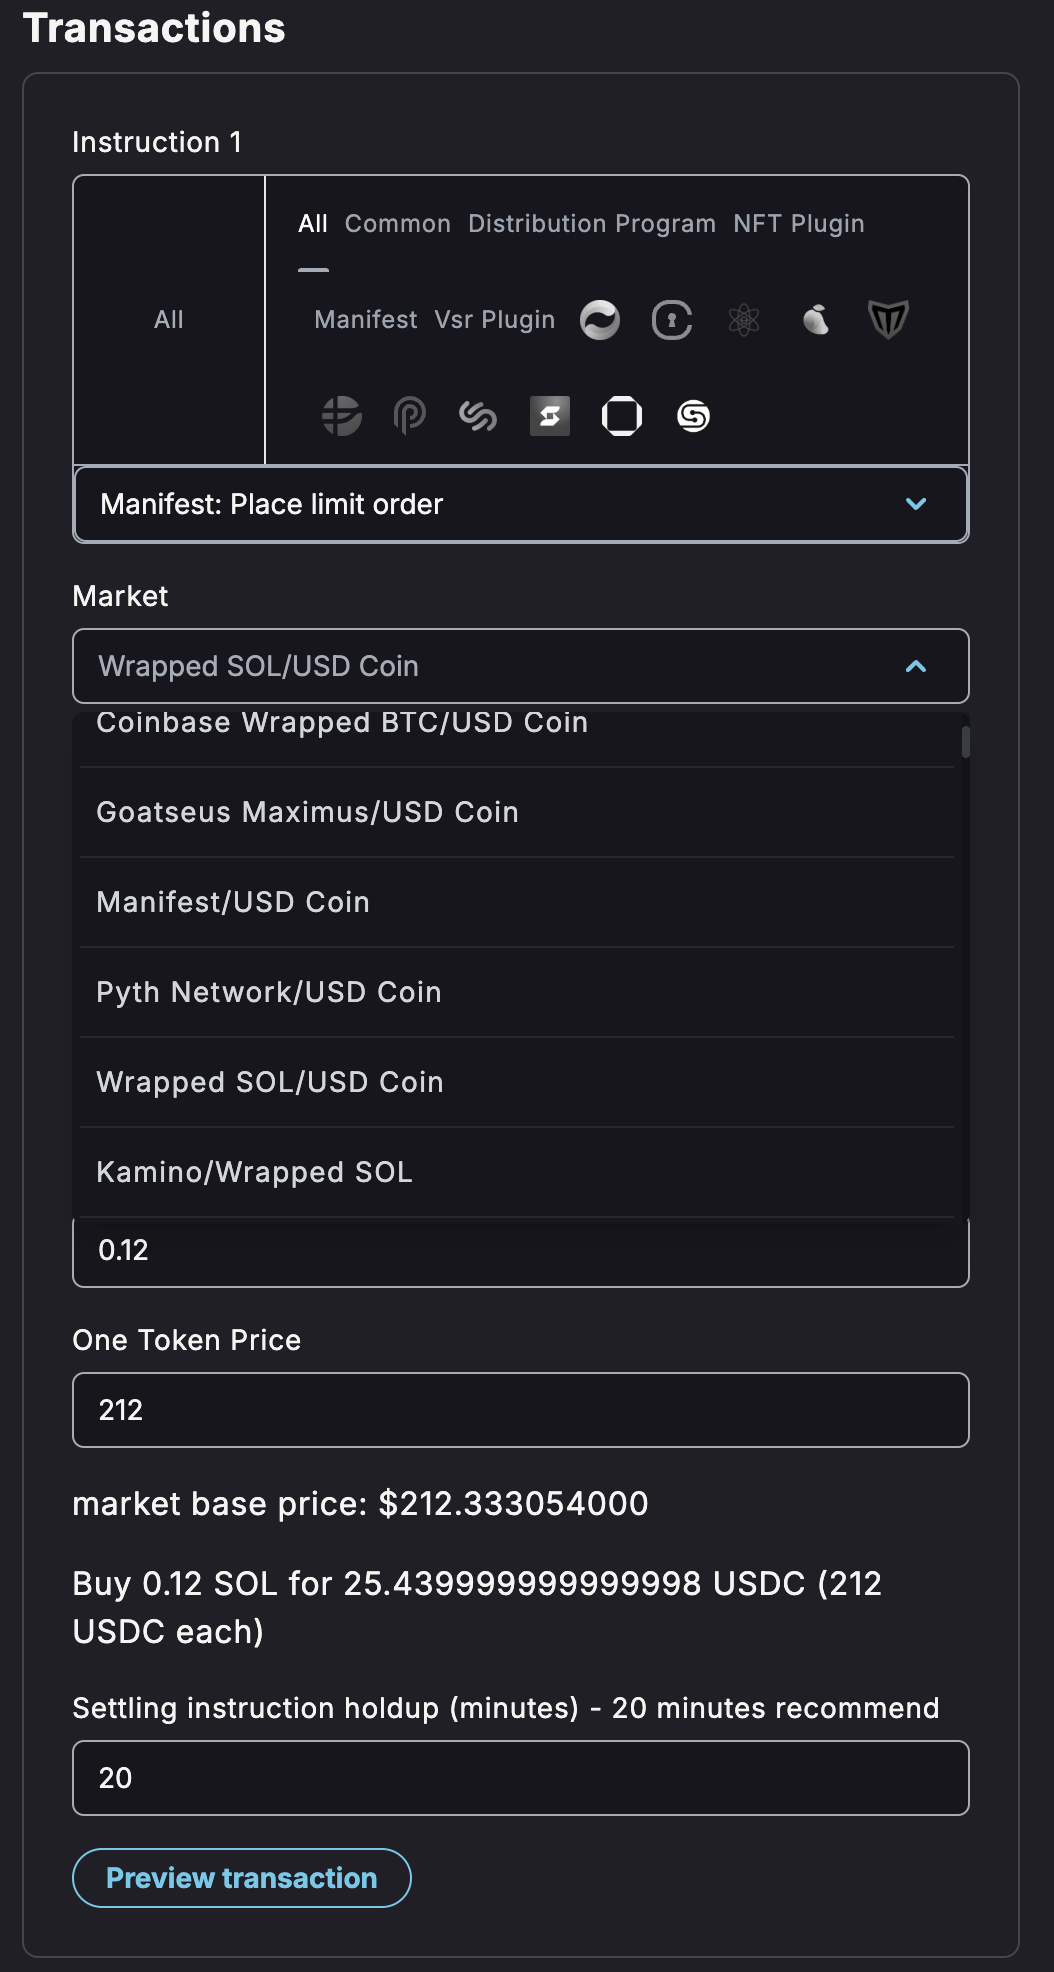 Transactions
Instruction 1
All
All Common Distribution Program NFT Plugin
Manifest Vsr Plugin
Manifest: Place limit order
Market
Wrapped SOL/USD Coin
Coinbase Wrapped BTC/USD Coin
Goatseus Maximus/USD Coin
Manifest/USD Coin
Pyth Network/USD Coin
Wrapped SOL/USD Coin
Kamino/Wrapped SOL
0.12
One Token Price
212
market base price: $212.333054000
Buy 0.12 SOL for 25.439999999999998 USDC (212
USDC each)
Settling instruction holdup (minutes) - 20 minutes recommend
20
Preview transaction